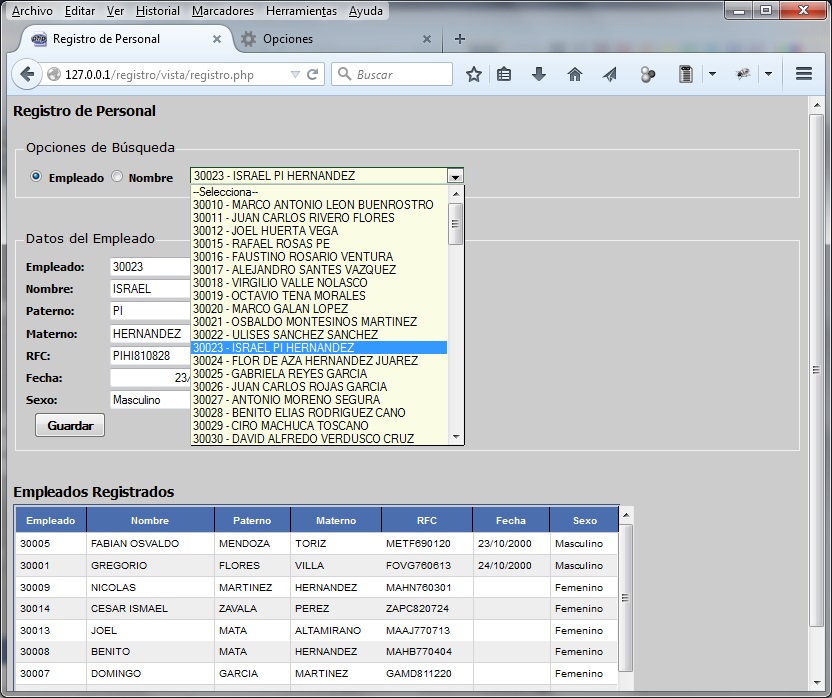 Archivo Editar Ver Historial Marcadores Herramientas Ayuda
Registro de Personal Opciones
127.0.0.1/registro/vista/registro.php Buscar
Registro de Personal
Opciones de Búsqueda
Empleado Nombre 30023 - ISRAEL PI HERNANDEZ
--Selecciona--
30010 - MARCO ANTONIO LEON BUENROSTRO
30011 - JUAN CARLOS RIVERO FLORES
30012 - JOEL HUERTA VEGA
30015 - RAFAEL ROSAS PE
30016 - FAUSTINO ROSARIO VENTURA
30017 - ALEJANDRO SANTES VAZQUEZ
30018 - VIRGILIO VALLE NOLASCO
30019 - OCTAVIO TENA MORALES
30020 - MARCO GALAN LOPEZ
30021 - OSBALDO MONTESINOS MARTINEZ
30022 - ULISES SANCHEZ SANCHEZ
30023 - ISRAEL PI HERNANDEZ
30024 - FLOR DE AZA HERNANDEZ JUAREZ
30025 - GABRIELA REYES GARCIA
30026 - JUAN CARLOS ROJAS GARCIA
30027 - ANTONIO MORENO SEGURA
30028 - BENITO ELIAS RODRIGUEZ CANO
30029 - CIRO MACHUCA TOSCANO
30030 - DAVID ALFREDO VERDUSCO CRUZ
Datos del Empleado
Empleado: 30023
Nombre: ISRAEL
Paterno: PI
Materno: HERNANDEZ
RFC: PIHI810828
Fecha: 23/
Sexo: Masculino
Guardar
Empleados Registrados
Empleado Nombre Paterno Materno RFC Fecha Sexo
30005 FABIAN OSVALDO MENDOZA TORIZ METF690120 23/10/2000 Masculino
30001 GREGORIO FLORES VILLA FOVG760613 24/10/2000 Masculino
30009 NICOLAS MARTINEZ HERNANDEZ MAHN760301 Femenino
30014 CESAR ISMAEL ZAVALA PEREZ ZAPC820724 Femenino
30013 JOEL MATA ALTAMIRANO MAAJ770713 Femenino
30008 BENITO MATA HERNANDEZ MAHB770404 Femenino
30007 DOMINGO GARCIA MARTINEZ GAMD811220 Femenino